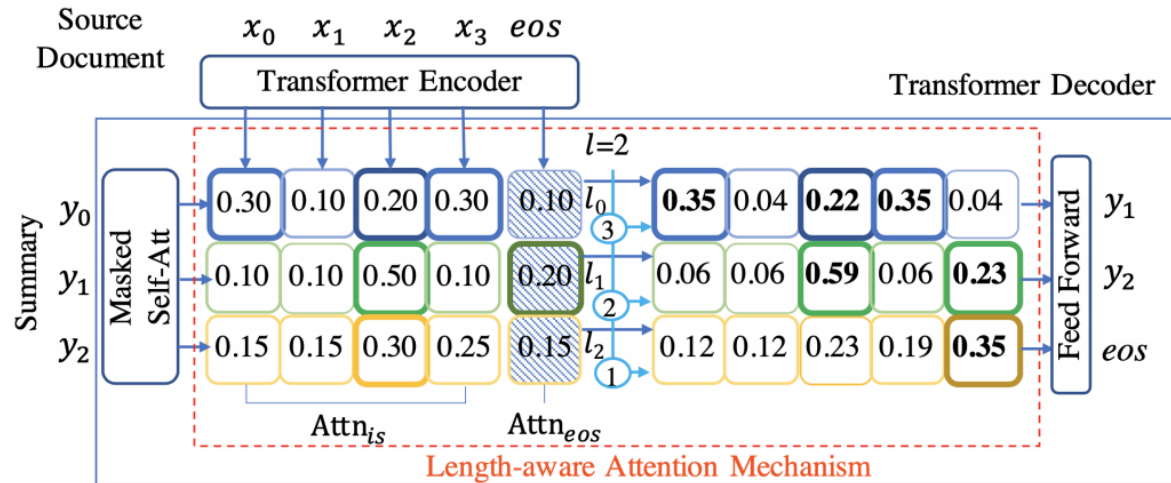 Source
Document
x₀ x₁ x₂ x₃ eos
Transformer Encoder
Transformer Decoder
l=2
Summary
Masked
Self-Att
y₀ 0.30 0.10 0.20 0.30 0.10 l₀ 3 0.35 0.04 0.22 0.35 0.04 y₁
y₁ 0.10 0.10 0.50 0.10 0.20 l₁ 2 0.06 0.06 0.59 0.06 0.23 y₂
y₂ 0.15 0.15 0.30 0.25 0.15 l₂ 1 0.12 0.12 0.23 0.19 0.35 eos
Feed Forward
Attnᵢₛ Attnₑₒₛ
Length-aware Attention Mechanism